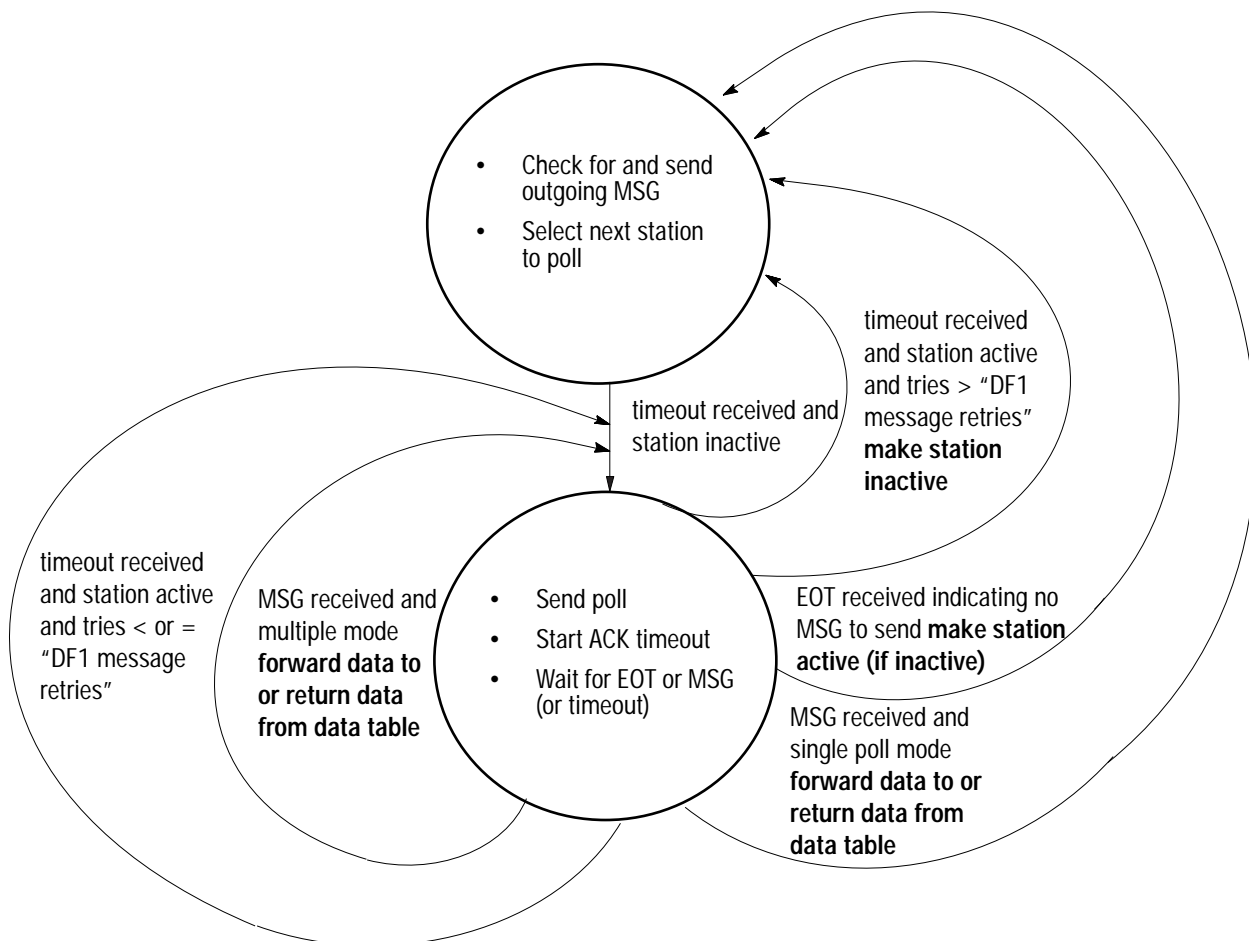 • Check for and send
outgoing MSG
• Select next station
to poll
timeout received
and station active
and tries > “DF1
message retries”
make station
inactive
timeout received and
station inactive
timeout received
and station active
and tries < or =
“DF1 message
retries”
MSG received and
multiple mode
forward data to
or return data
from data table
• Send poll
• Start ACK timeout
• Wait for EOT or MSG
(or timeout)
EOT received indicating no
MSG to send make station
active (if inactive)
MSG received and
single poll mode
forward data to or
return data from
data table